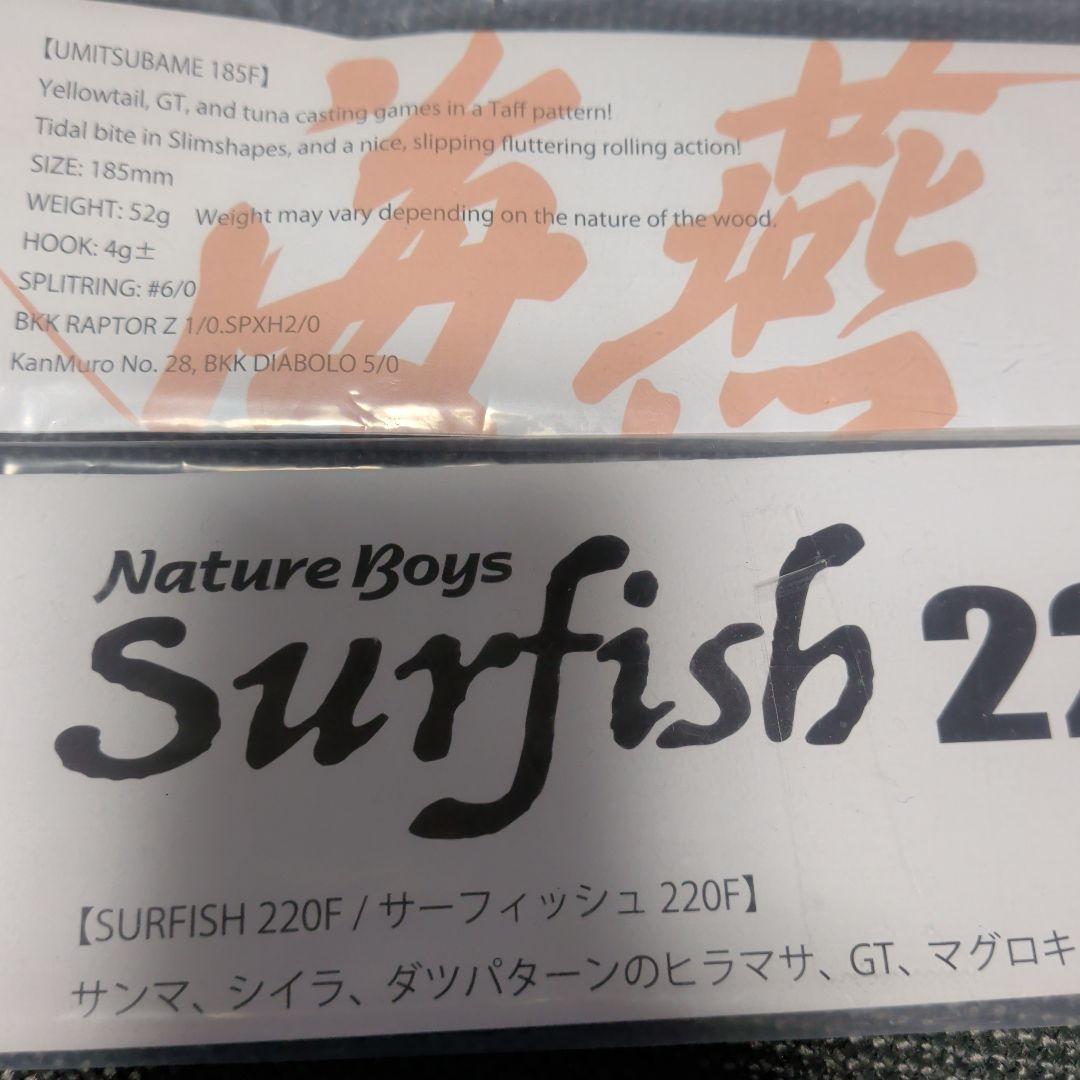 【UMITSUBAME 185F】
Yellowtail, GT, and tuna casting games in a Taff pattern!
Tidal bite in Slimshapes, and a nice, slipping fluttering rolling action!
SIZE: 185mm
WEIGHT: 52g Weight may vary depending on the nature of the wood.
HOOK: 4g±
SPLITRING: #6/0
BKK RAPTOR Z 1/0.SPXH2/0
KanMuro No. 28, BKK DIABOLO 5/0
海燕
Nature Boys
Surfish 22
【SURFISH 220F / サーフィッシュ 220F】
サンマ、シイラ、ダツパターンのヒラマサ、GT、マグロキ